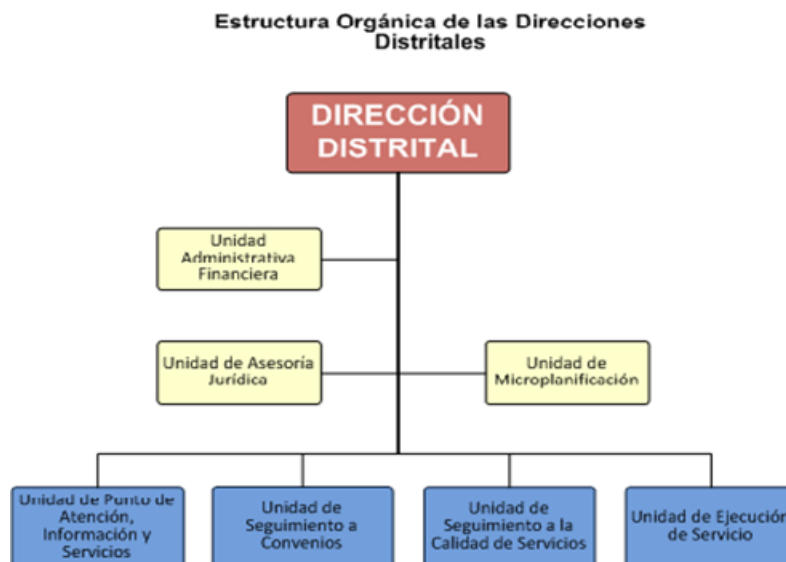 Estructura Orgánica de las Direcciones
Distritales
DIRECCIÓN
DISTRITAL
Unidad
Administrativa
Financiera
Unidad de Asesoría
Jurídica
Unidad de
Microplanificación
Unidad de Punto de
Atención,
Información y
Servicios
Unidad de
Seguimiento a
Convenios
Unidad de
Seguimiento a la
Calidad de Servicios
Unidad de Ejecución
de Servicio